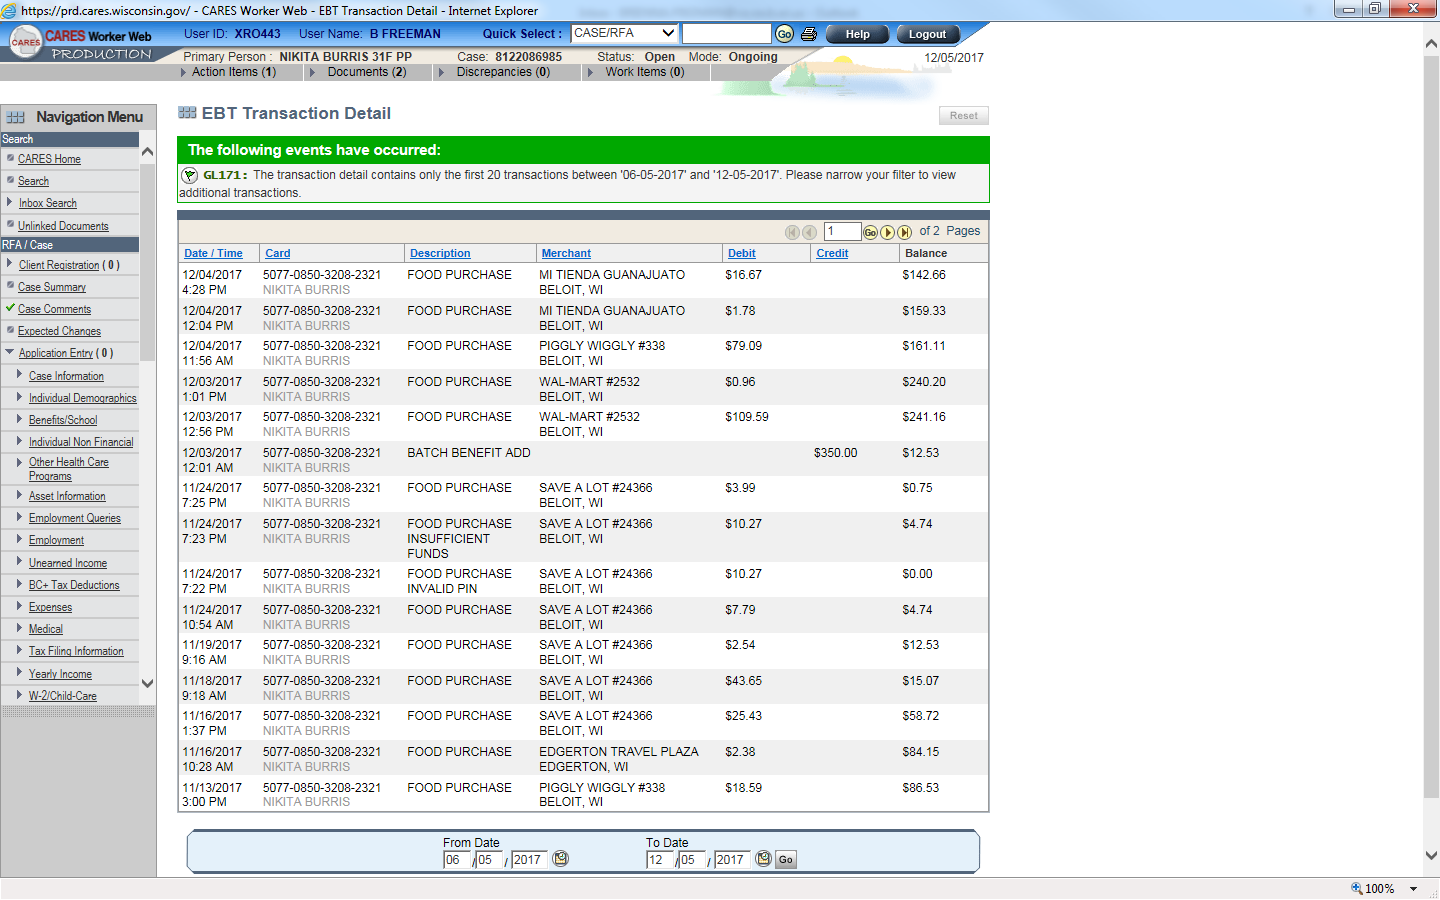 https://prd.cares.wisconsin.gov/ - CARES Worker Web - EBT Transaction Detail - Internet Explorer
CARES CARES Worker Web PRODUCTION
User ID: XRO443 User Name: B FREEMAN Quick Select : CASE/RFA Go Help Logout
Primary Person : NIKITA BURRIS 31F PP Case: 8122086985 Status: Open Mode: Ongoing 12/05/2017
Action Items (1) Documents (2) Discrepancies (0) Work Items (0)
Navigation Menu
Search
CARES Home
Search
Inbox Search
Unlinked Documents
RFA / Case
Client Registration ( 0 )
Case Summary
Case Comments
Expected Changes
Application Entry ( 0 )
Case Information
Individual Demographics
Benefits/School
Individual Non Financial
Other Health Care
Programs
Asset Information
Employment Queries
Employment
Unearned Income
BC+ Tax Deductions
Expenses
Medical
Tax Filing Information
Yearly Income
W-2/Child-Care
EBT Transaction Detail Reset
The following events have occurred:
GL171: The transaction detail contains only the first 20 transactions between '06-05-2017' and '12-05-2017'. Please narrow your filter to view
additional transactions.
1 Go of 2 Pages
Date / Time Card Description Merchant Debit Credit Balance
12/04/2017 5077-0850-3208-2321 FOOD PURCHASE MI TIENDA GUANAJUATO $16.67 $142.66
4:28 PM NIKITA BURRIS BELOIT, WI
12/04/2017 5077-0850-3208-2321 FOOD PURCHASE MI TIENDA GUANAJUATO $1.78 $159.33
12:04 PM NIKITA BURRIS BELOIT, WI
12/04/2017 5077-0850-3208-2321 FOOD PURCHASE PIGGLY WIGGLY #338 $79.09 $161.11
11:56 AM NIKITA BURRIS BELOIT, WI
12/03/2017 5077-0850-3208-2321 FOOD PURCHASE WAL-MART #2532 $0.96 $240.20
1:01 PM NIKITA BURRIS BELOIT, WI
12/03/2017 5077-0850-3208-2321 FOOD PURCHASE WAL-MART #2532 $109.59 $241.16
12:56 PM NIKITA BURRIS BELOIT, WI
12/03/2017 5077-0850-3208-2321 BATCH BENEFIT ADD $350.00 $12.53
12:01 AM NIKITA BURRIS
11/24/2017 5077-0850-3208-2321 FOOD PURCHASE SAVE A LOT #24366 $3.99 $0.75
7:25 PM NIKITA BURRIS BELOIT, WI
11/24/2017 5077-0850-3208-2321 FOOD PURCHASE SAVE A LOT #24366 $10.27 $4.74
7:23 PM NIKITA BURRIS INSUFFICIENT BELOIT, WI
FUNDS
11/24/2017 5077-0850-3208-2321 FOOD PURCHASE SAVE A LOT #24366 $10.27 $0.00
7:22 PM NIKITA BURRIS INVALID PIN BELOIT, WI
11/24/2017 5077-0850-3208-2321 FOOD PURCHASE SAVE A LOT #24366 $7.79 $4.74
10:54 AM NIKITA BURRIS BELOIT, WI
11/19/2017 5077-0850-3208-2321 FOOD PURCHASE SAVE A LOT #24366 $2.54 $12.53
9:16 AM NIKITA BURRIS BELOIT, WI
11/18/2017 5077-0850-3208-2321 FOOD PURCHASE SAVE A LOT #24366 $43.65 $15.07
9:18 AM NIKITA BURRIS BELOIT, WI
11/16/2017 5077-0850-3208-2321 FOOD PURCHASE SAVE A LOT #24366 $25.43 $58.72
1:37 PM NIKITA BURRIS BELOIT, WI
11/16/2017 5077-0850-3208-2321 FOOD PURCHASE EDGERTON TRAVEL PLAZA $2.38 $84.15
10:28 AM NIKITA BURRIS EDGERTON, WI
11/13/2017 5077-0850-3208-2321 FOOD PURCHASE PIGGLY WIGGLY #338 $18.59 $86.53
3:00 PM NIKITA BURRIS BELOIT, WI
From Date To Date
06 / 05 / 2017 12 / 05 / 2017 Go
100%